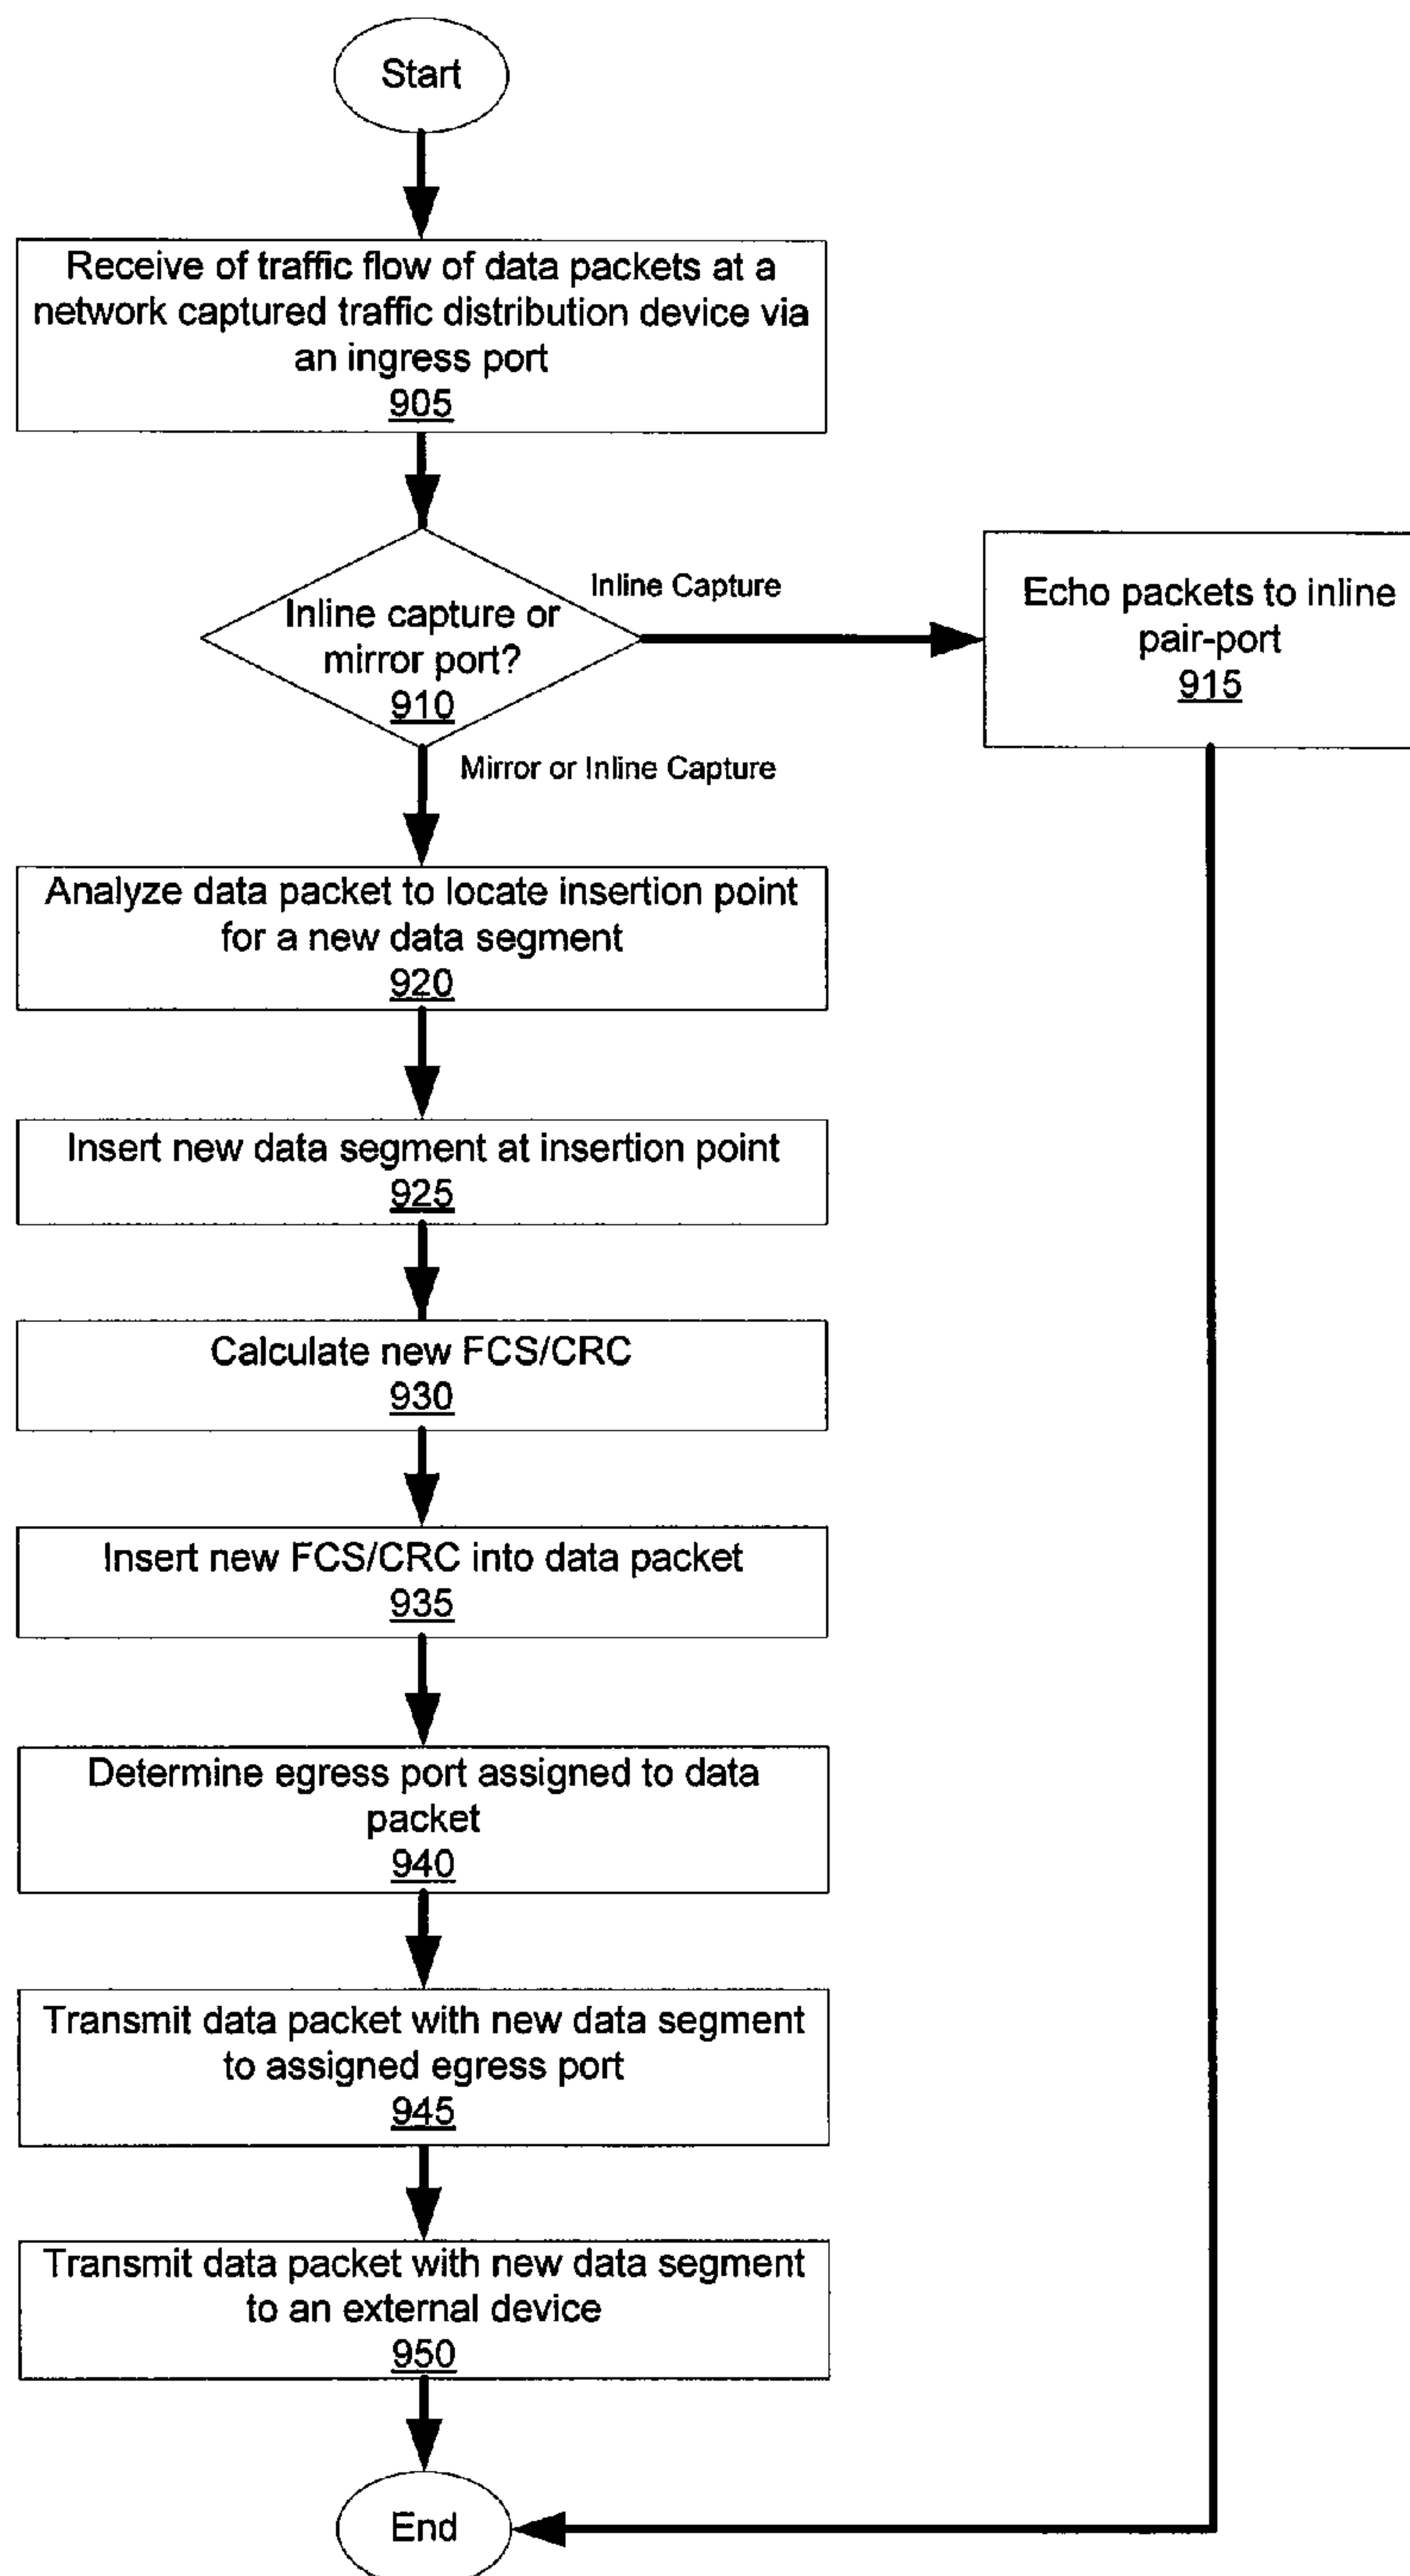 Start
Receive of traffic flow of data packets at a
network captured traffic distribution device via
an ingress port
905
Inline capture or
mirror port?
910
Inline Capture
Echo packets to inline
pair-port
915
Mirror or Inline Capture
Analyze data packet to locate insertion point
for a new data segment
920
Insert new data segment at insertion point
925
Calculate new FCS/CRC
930
Insert new FCS/CRC into data packet
935
Determine egress port assigned to data
packet
940
Transmit data packet with new data segment
to assigned egress port
945
Transmit data packet with new data segment
to an external device
950
End